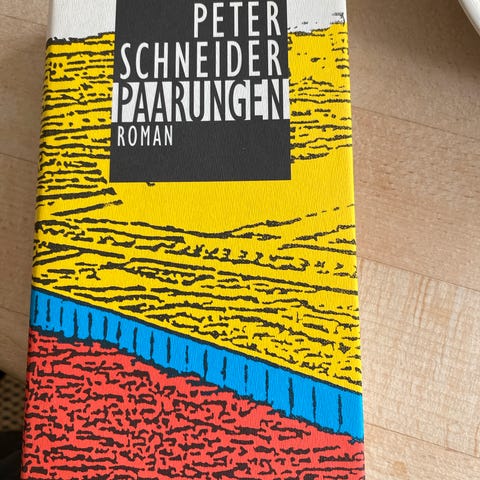 PETER
SCHNEIDER
PAARUNGEN
ROMAN